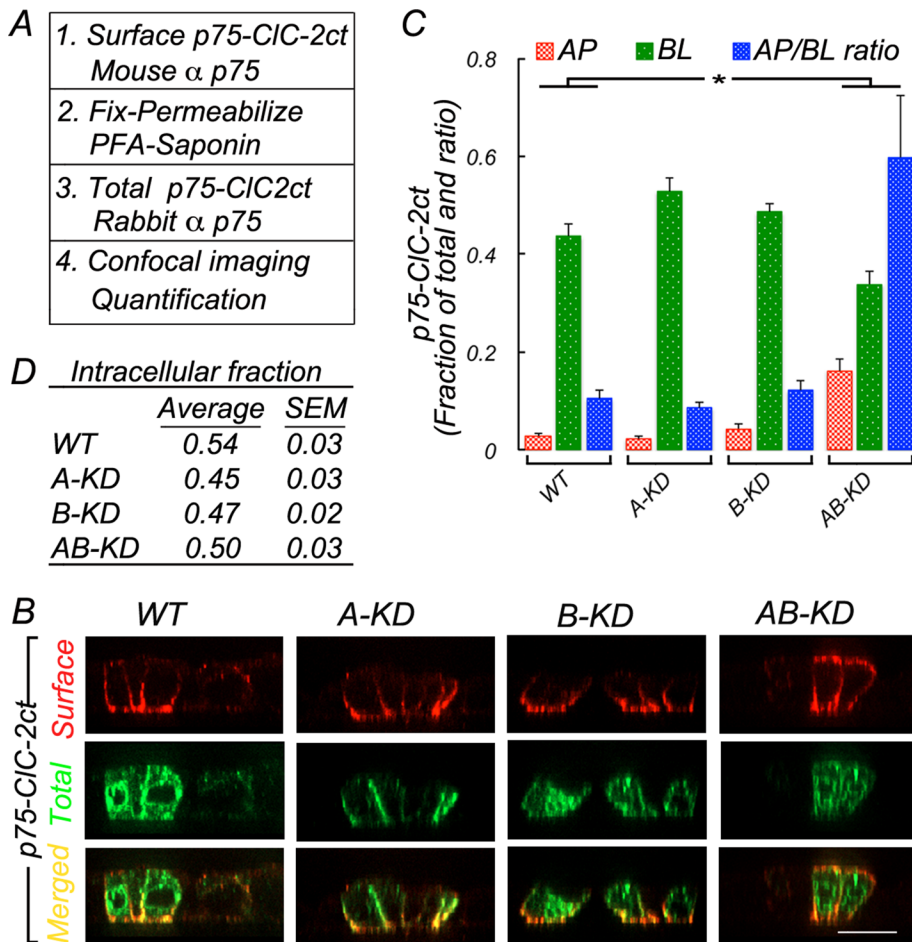 A
1. Surface p75-ClC-2ct
Mouse α p75
2. Fix-Permeabilize
PFA-Saponin
3. Total p75-ClC2ct
Rabbit α p75
4. Confocal imaging
Quantification
C
AP BL AP/BL ratio
*
p75-ClC-2ct
(Fraction of total and ratio)
0.8
0.6
0.4
0.2
0
WT A-KD B-KD AB-KD
D
Intracellular fraction
Average SEM
WT 0.54 0.03
A-KD 0.45 0.03
B-KD 0.47 0.02
AB-KD 0.50 0.03
B
WT A-KD B-KD AB-KD
p75-ClC-2ct
Surface
Total
Merged